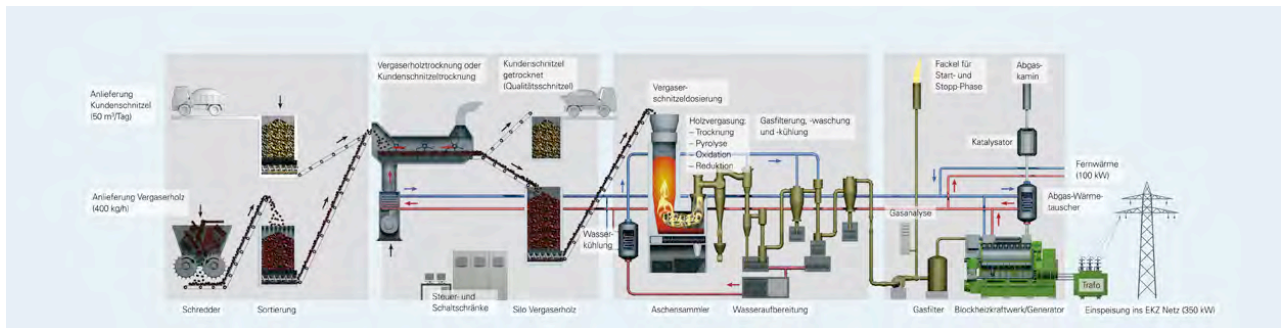 Anlieferung
Kundenschnitzel
(50 m³/Tag)
Anlieferung Vergaserholz
(400 kg/h)
Schredder
Sortierung
Vergaserholztrocknung oder
Kundenschnitzeltrocknung
Kundenschnitzel
getrocknet
(Qualitätsschnitzel)
Steuer- und
Schaltschränke
Silo Vergaserholz
Wasser-
kühlung
Vergaser-
schnitzeldosierung
Holzvergasung:
– Trocknung
– Pyrolyse
– Oxidation
– Reduktion
Gasfilterung, -waschung
und -kühlung
Aschensammler
Wasseraufbereitung
Fackel für
Start- und
Stopp-Phase
Abgas-
kamin
Katalysator
Fernwärme
(100 kW)
Abgas-Wärme-
tauscher
Gasanalyse
Gasfilter
Blockheizkraftwerk/Generator
Trafo
Einspeisung ins EKZ Netz (350 kW)